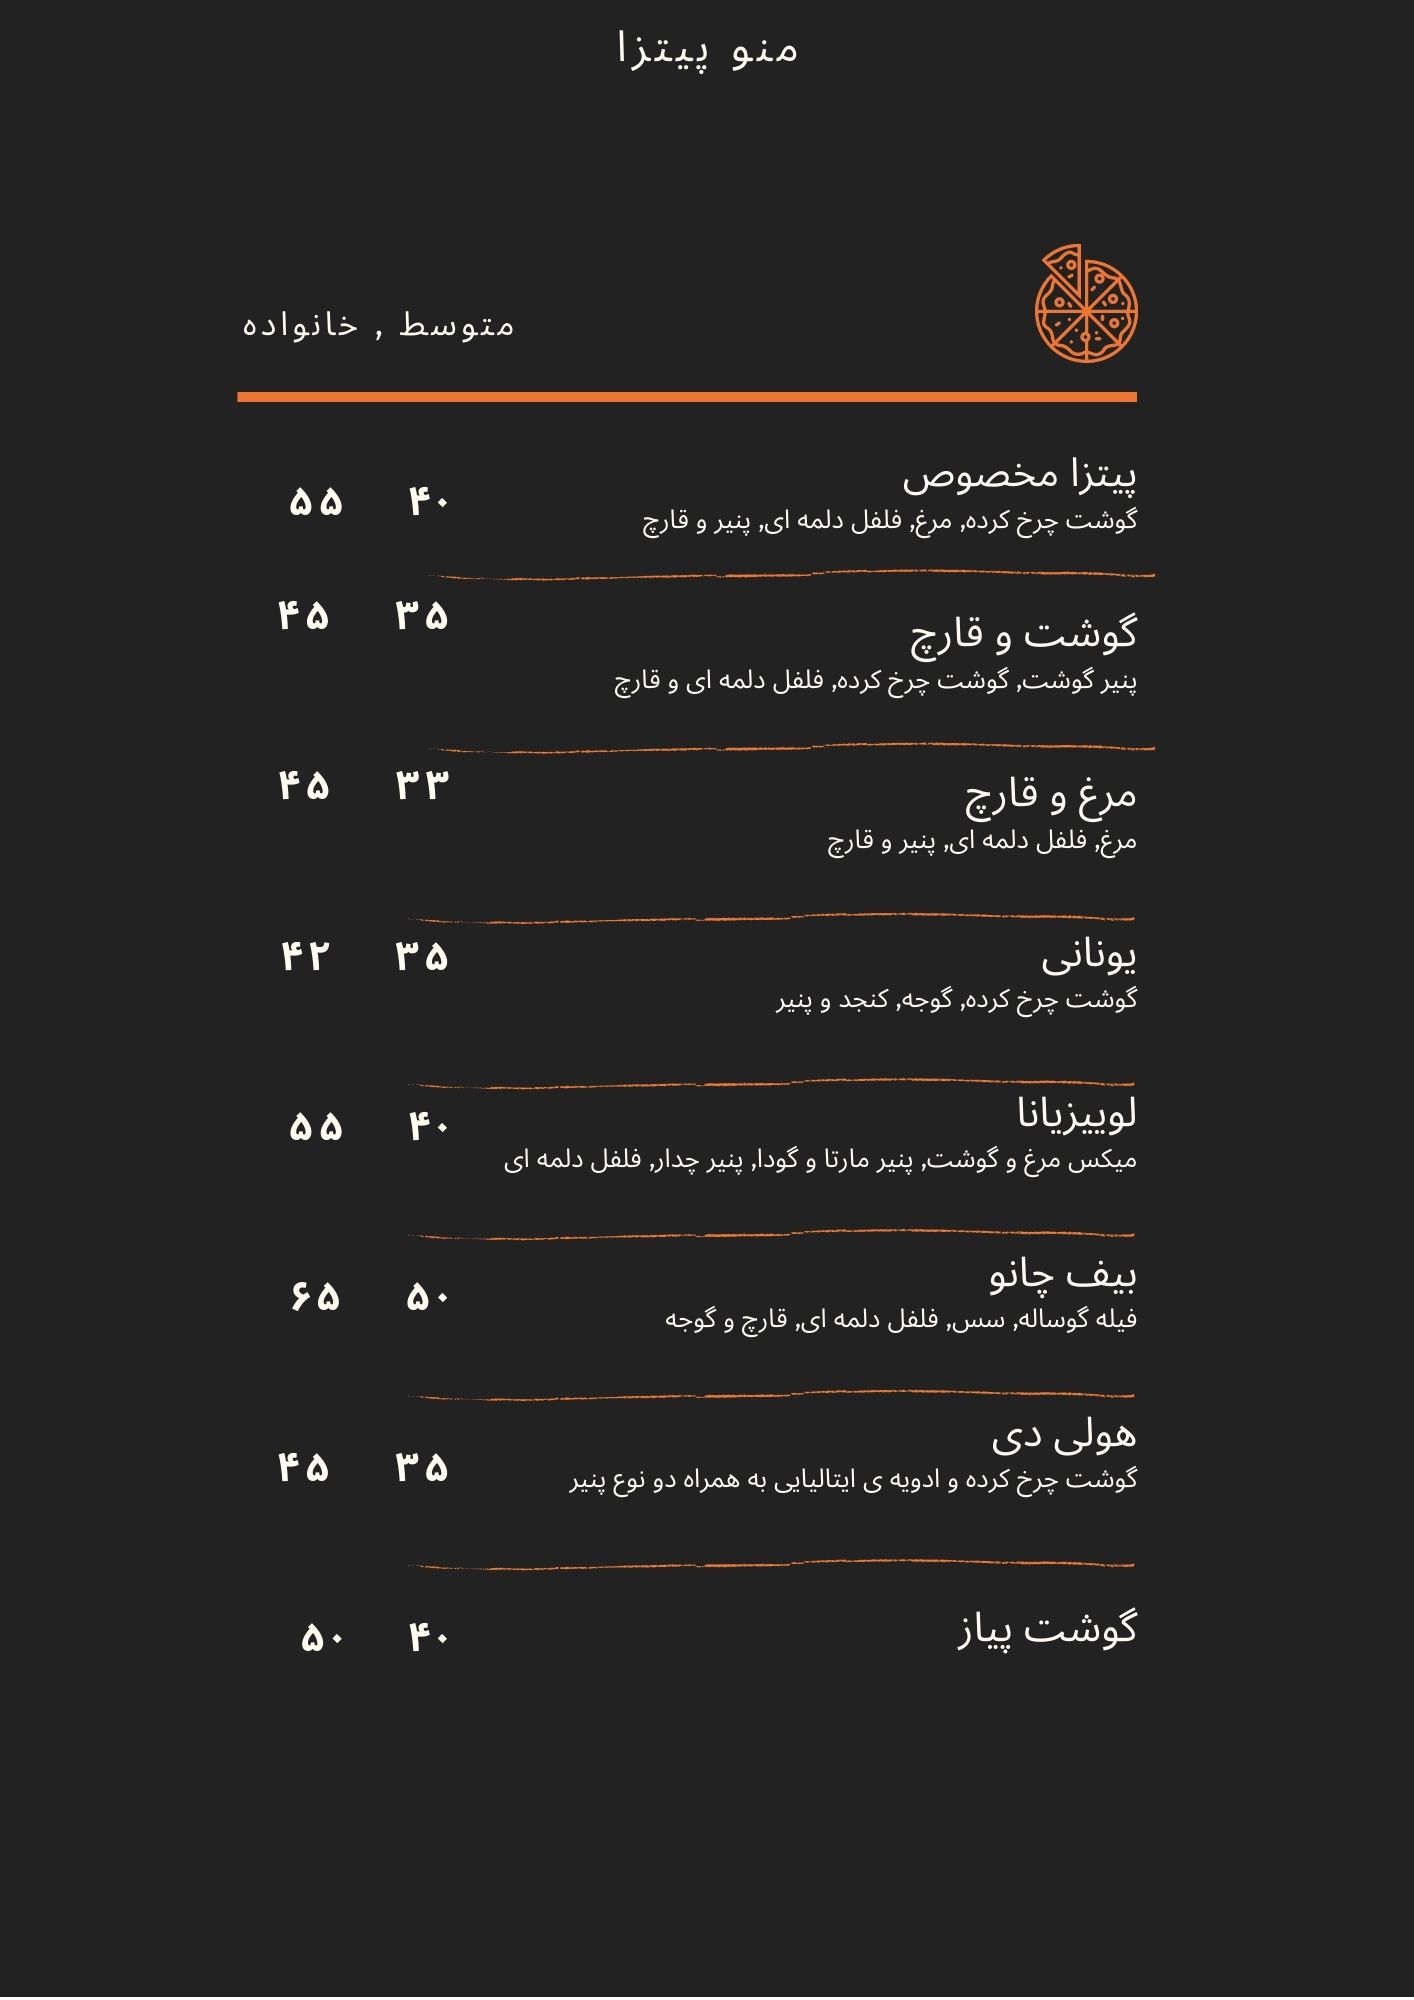 منو پیتزا
متوسط , خانواده
پیتزا مخصوص
۴۰ ۵۵
گوشت چرخ کرده, مرغ, فلفل دلمه ای, پنیر و قارچ
۳۵ ۴۵
گوشت و قارچ
پنیر گوشت, گوشت چرخ کرده, فلفل دلمه ای و قارچ
مرغ و قارچ
۳۳ ۴۵
مرغ, فلفل دلمه ای, پنیر و قارچ
یونانی
۳۵ ۴۲
گوشت چرخ کرده, گوجه, کنجد و پنیر
لوییزیانا
۴۰ ۵۵
میکس مرغ و گوشت, پنیر مارتا و گودا, پنیر چدار, فلفل دلمه ای
بیف چانو
۵۰ ۶۵
فیله گوساله, سس, فلفل دلمه ای, قارچ و گوجه
هولی دی
۳۵ ۴۵
گوشت چرخ کرده و ادویه ی ایتالیایی به همراه دو نوع پنیر
گوشت پیاز
۴۰ ۵۰